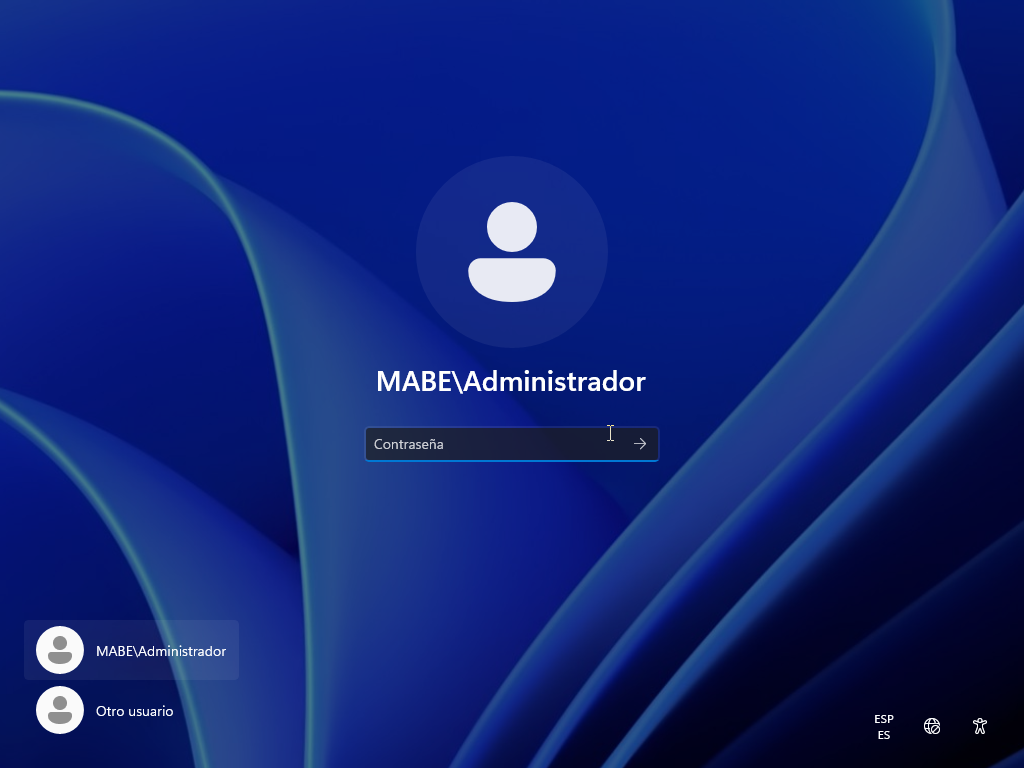 MABE\Administrador
Contraseña
MABE\Administrador
Otro usuario
ESP
ES